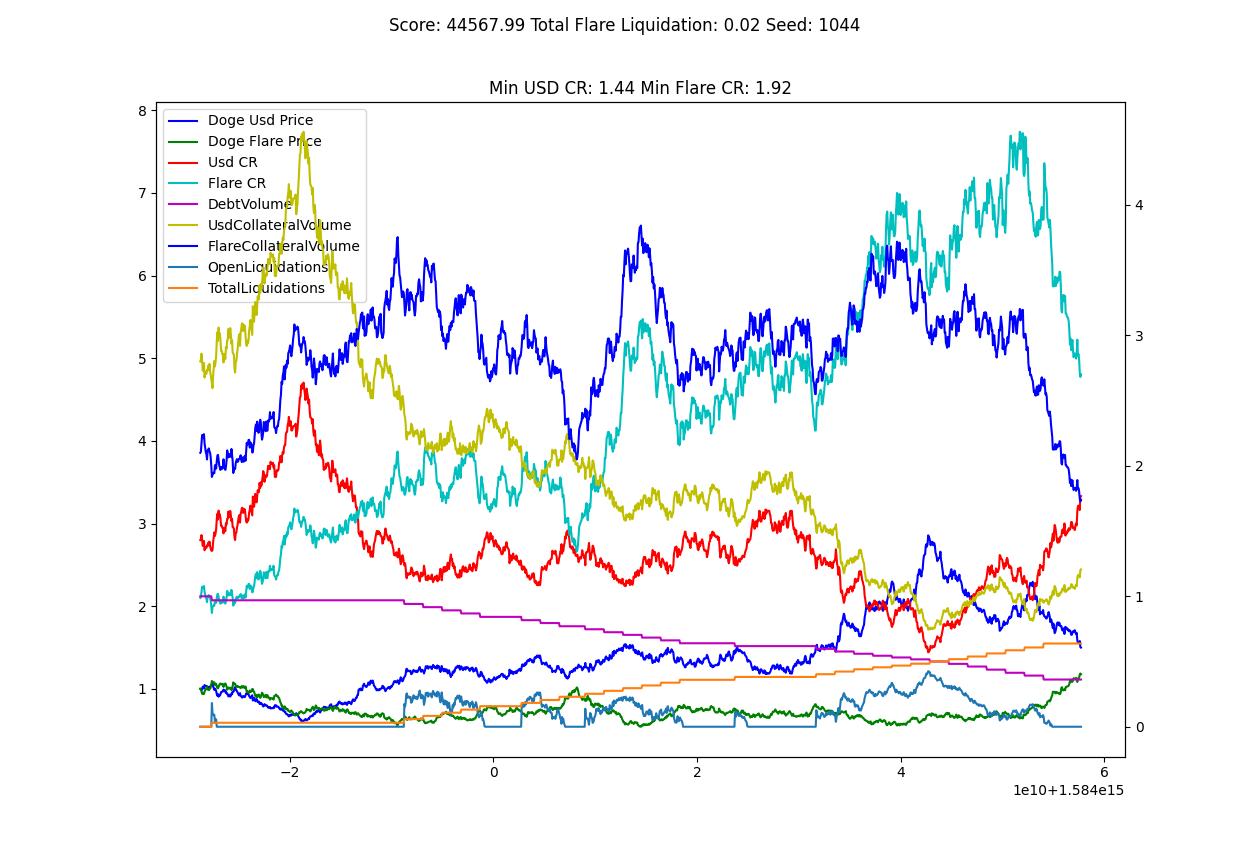 Score: 44567.99 Total Flare Liquidation: 0.02 Seed: 1044
Min USD CR: 1.44 Min Flare CR: 1.92
Doge Usd Price
Doge Flare Price
Usd CR
Flare CR
DebtVolume
UsdCollateralVolume
FlareCollateralVolume
OpenLiquidations
TotalLiquidations
8
7
6
5
4
3
2
1
4
3
2
1
0
−2
0
2
4
6
1e10+1.584e15